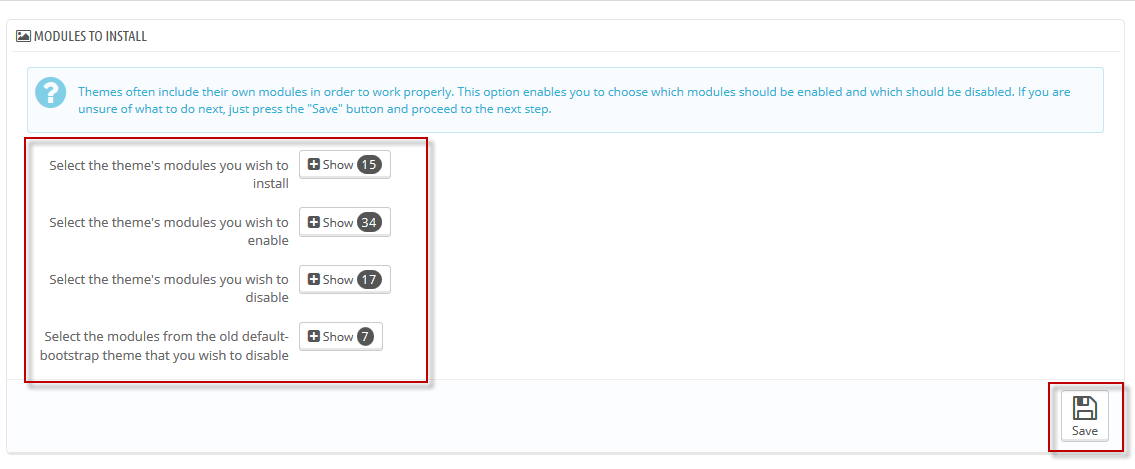 MODULES TO INSTALL
Themes often include their own modules in order to work properly. This option enables you to choose which modules should be enabled and which should be disabled. If you are
unsure of what to do next, just press the "Save" button and proceed to the next step.
Select the theme's modules you wish to
install
Show 15
Select the theme's modules you wish to
enable
Show 34
Select the theme's modules you wish to
disable
Show 17
Select the modules from the old default-
bootstrap theme that you wish to disable
Show 7
Save